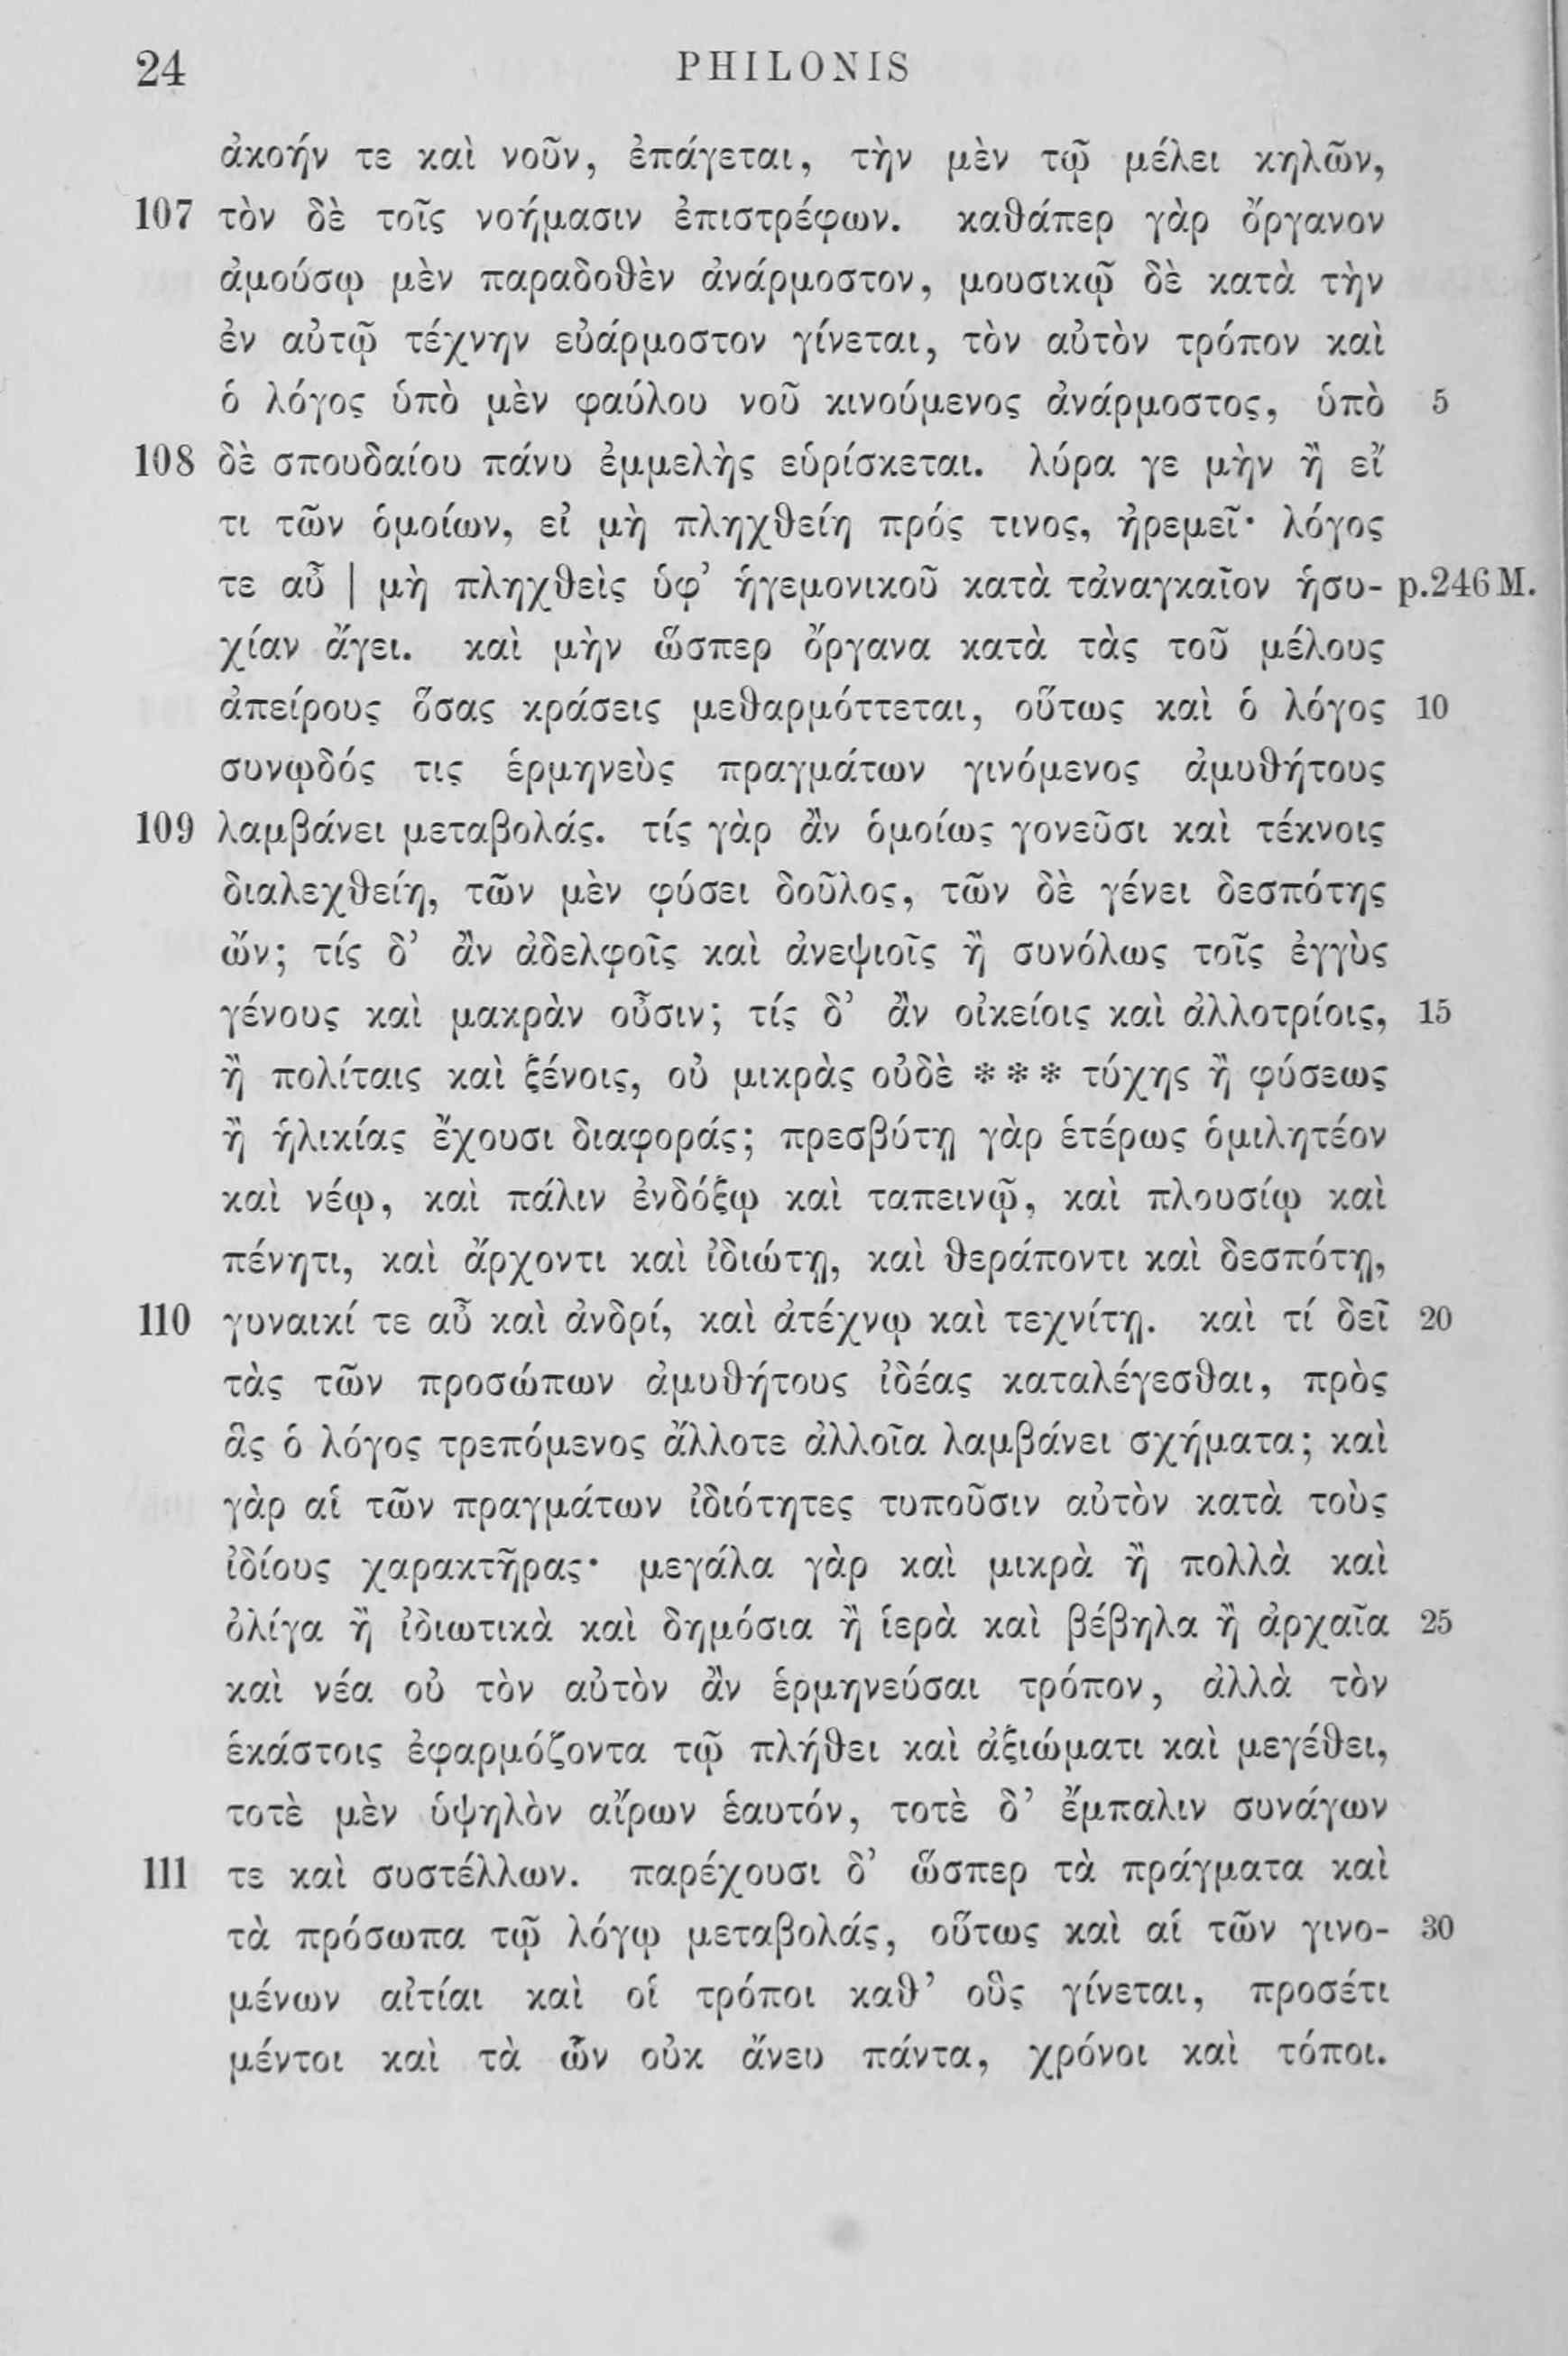 24 PHILONIS
ἀκοήν τε καὶ νοῦν, ἐπάγεται, τὴν μὲν τῷ μέλει κηλῶν,
107 τὸν δὲ τοῖς νοήμασιν ἐπιστρέφων. καθάπερ γὰρ ὄργανον
ἀμούσῳ μὲν παραδοθὲν ἀνάρμοστον, μουσικῷ δὲ κατὰ τὴν
ἐν αὐτῷ τέχνην εὐάρμοστον γίνεται, τὸν αὐτὸν τρόπον καὶ
ὁ λόγος ὑπὸ μὲν φαύλου νοῦ κινούμενος ἀνάρμοστος, ὑπὸ 5
108 δὲ σπουδαίου πάνυ ἐμμελὴς εὑρίσκεται. λύρα γε μὴν ἢ εἴ
τι τῶν ὁμοίων, εἰ μὴ πληχθείη πρός τινος, ἠρεμεῖ· λόγος
τε αὖ | μὴ πληχθεὶς ὑφ’ ἡγεμονικοῦ κατὰ τἀναγκαῖον ἡσυ- p.246 M.
χίαν ἄγει. καὶ μὴν ὥσπερ ὄργανα κατὰ τὰς τοῦ μέλους
ἀπείρους ὅσας κράσεις μεθαρμόττεται, οὕτως καὶ ὁ λόγος 10
συνῳδός τις ἑρμηνεὺς πραγμάτων γινόμενος ἀμυθήτους
109 λαμβάνει μεταβολάς. τίς γὰρ ἂν ὁμοίως γονεῦσι καὶ τέκνοις
διαλεχθείη, τῶν μὲν φύσει δοῦλος, τῶν δὲ γένει δεσπότης
ὤν; τίς δ’ ἂν ἀδελφοῖς καὶ ἀνεψιοῖς ἢ συνόλως τοῖς ἐγγὺς
γένους καὶ μακρὰν οὖσιν; τίς δ’ ἂν οἰκείοις καὶ ἀλλοτρίοις, 15
ἢ πολίταις καὶ ξένοις, οὐ μικρὰς οὐδὲ * * * τύχης ἢ φύσεως
ἢ ἡλικίας ἔχουσι διαφοράς; πρεσβύτῃ γὰρ ἑτέρως ὁμιλητέον
καὶ νέῳ, καὶ πάλιν ἐνδόξῳ καὶ ταπεινῷ, καὶ πλουσίῳ καὶ
πένητι, καὶ ἄρχοντι καὶ ἰδιώτῃ, καὶ θεράποντι καὶ δεσπότῃ,
110 γυναικί τε αὖ καὶ ἀνδρί, καὶ ἀτέχνῳ καὶ τεχνίτῃ. καὶ τί δεῖ 20
τὰς τῶν προσώπων ἀμυθήτους ἰδέας καταλέγεσθαι, πρὸς
ἃς ὁ λόγος τρεπόμενος ἄλλοτε ἀλλοῖα λαμβάνει σχήματα; καὶ
γὰρ αἱ τῶν πραγμάτων ἰδιότητες τυποῦσιν αὐτὸν κατὰ τοὺς
ἰδίους χαρακτῆρας· μεγάλα γὰρ καὶ μικρὰ ἢ πολλὰ καὶ
ὀλίγα ἢ ἰδιωτικὰ καὶ δημόσια ἢ ἱερὰ καὶ βέβηλα ἢ ἀρχαῖα 25
καὶ νέα οὐ τὸν αὐτὸν ἂν ἑρμηνεύσαι τρόπον, ἀλλὰ τὸν
ἑκάστοις ἐφαρμόζοντα τῷ πλήθει καὶ ἀξιώματι καὶ μεγέθει,
τοτὲ μὲν ὑψηλὸν αἴρων ἑαυτόν, τοτὲ δ’ ἔμπαλιν συνάγων
111 τε καὶ συστέλλων. παρέχουσι δ’ ὥσπερ τὰ πράγματα καὶ
τὰ πρόσωπα τῷ λόγῳ μεταβολάς, οὕτως καὶ αἱ τῶν γινο- 30
μένων αἰτίαι καὶ οἱ τρόποι καθ’ οὓς γίνεται, προσέτι
μέντοι καὶ τὰ ὧν οὐκ ἄνευ πάντα, χρόνοι καὶ τόποι.